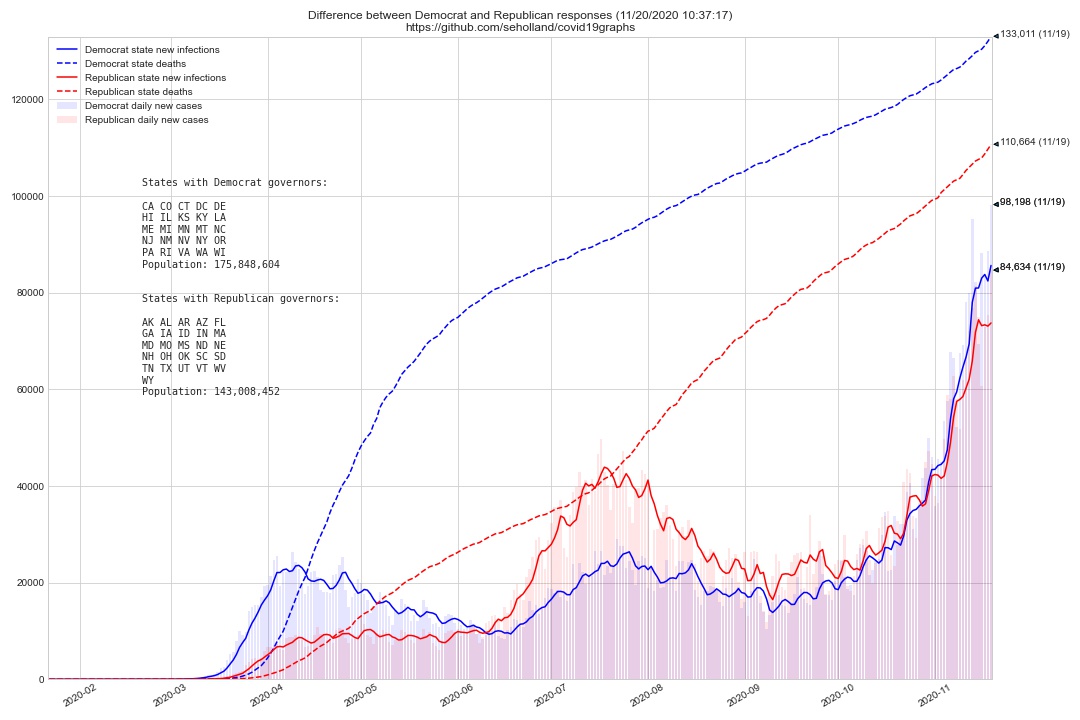 Difference between Democrat and Republican responses (11/20/2020 10:37:17)
https://github.com/seholland/covid19graphs
Democrat state new infections
Democrat state deaths
Republican state new infections
Republican state deaths
Democrat daily new cases
Republican daily new cases
133,011 (11/19)
120000
110,664 (11/19)
States with Democrat governors:
100000
98,198 (11/19)
CA CO CT DC DE
HI IL KS KY LA
ME MI MN MT NC
NJ NM NV NY OR
PA RI VA WA WI
Population: 175,848,604
84,634 (11/19)
80000
States with Republican governors:
AK AL AR AZ FL
GA IA ID IN MA
MD MO MS ND NE
NH OH OK SC SD
TN TX UT VT WV
WY
Population: 143,008,452
60000
40000
20000
0
2020-02
2020-03
2020-04
2020-05
2020-06
2020-07
2020-08
2020-09
2020-10
2020-11